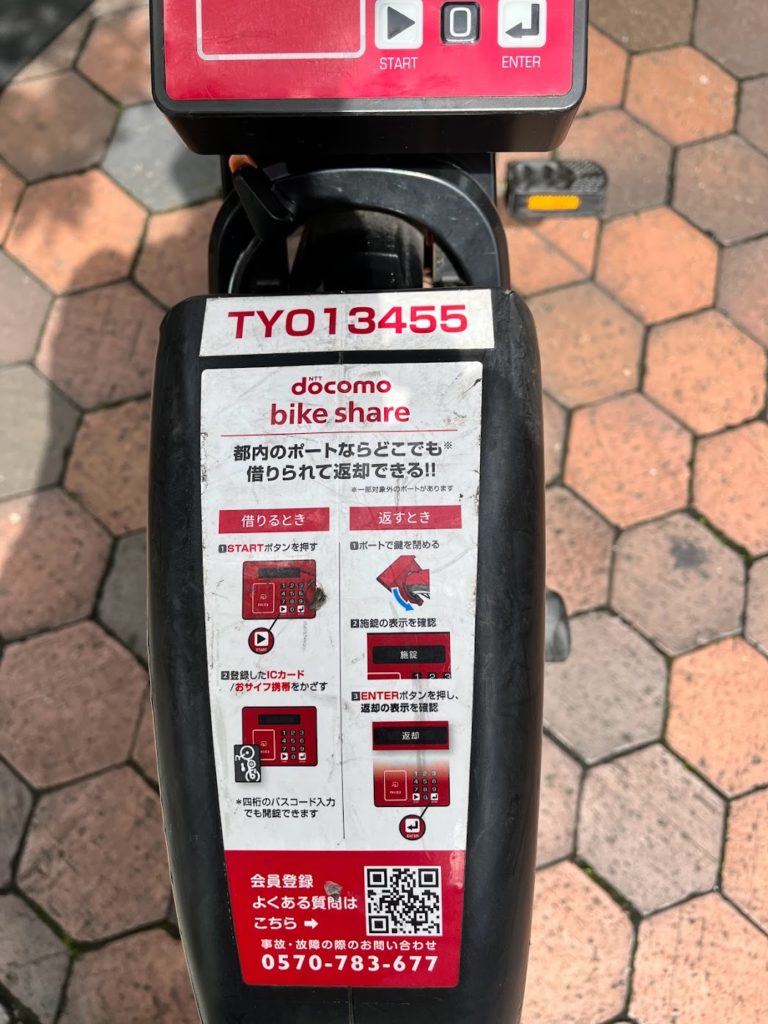 START
0
ENTER
TYO13455
NTT
docomo
bike share
都内のポートならどこでも※
借りられて返却できる!!
※一部対象外のポートがあります
借りるとき
1STARTボタンを押す
START
2登録したICカード
/おサイフ携帯をかざす
*四桁のパスコード入力
でも開錠できます
返すとき
1ポートで鍵を閉める
2施錠の表示を確認
施錠
1 2 3
3ENTERボタンを押し、
返却の表示を確認
返却
ENTER
会員登録
よくある質問は
こちら ➡
事故・故障の際のお問い合わせ
0570-783-677